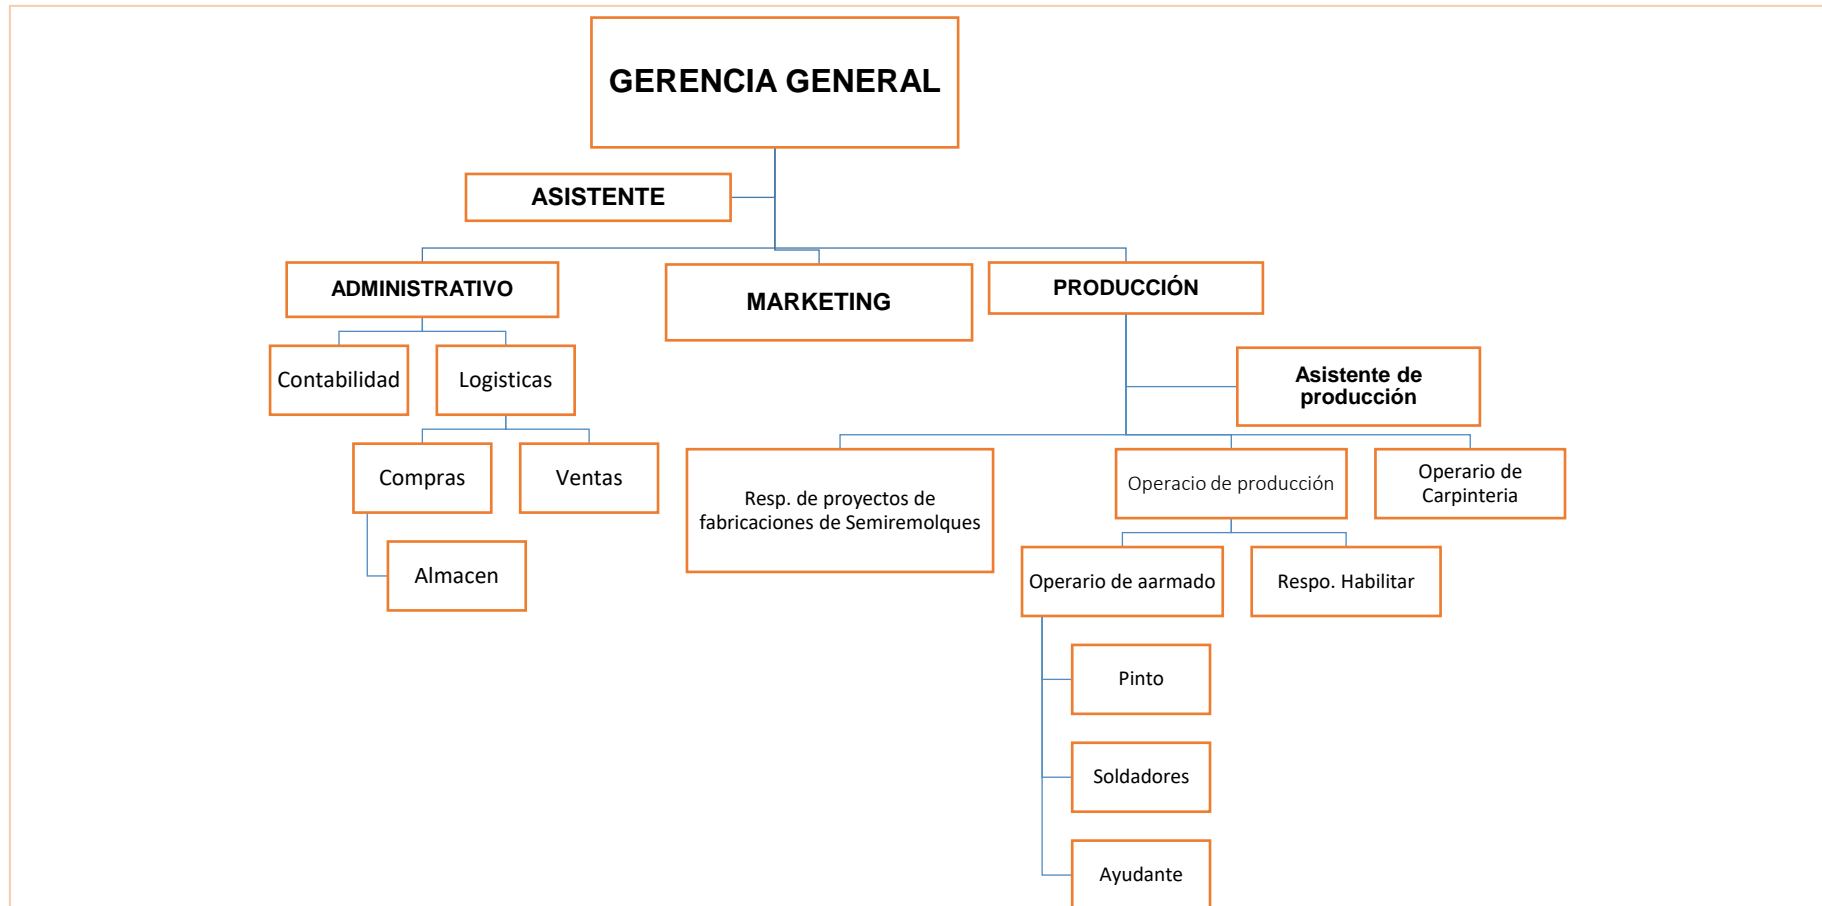 GERENCIA GENERAL
ASISTENTE
ADMINISTRATIVO
MARKETING
PRODUCCIÓN
Contabilidad
Logisticas
Asistente de
producción
Compras
Ventas
Resp. de proyectos de
fabricaciones de Semiremolques
Operacio de producción
Operario de
Carpinteria
Almacen
Operario de aarmado
Respo. Habilitar
Pinto
Soldadores
Ayudante